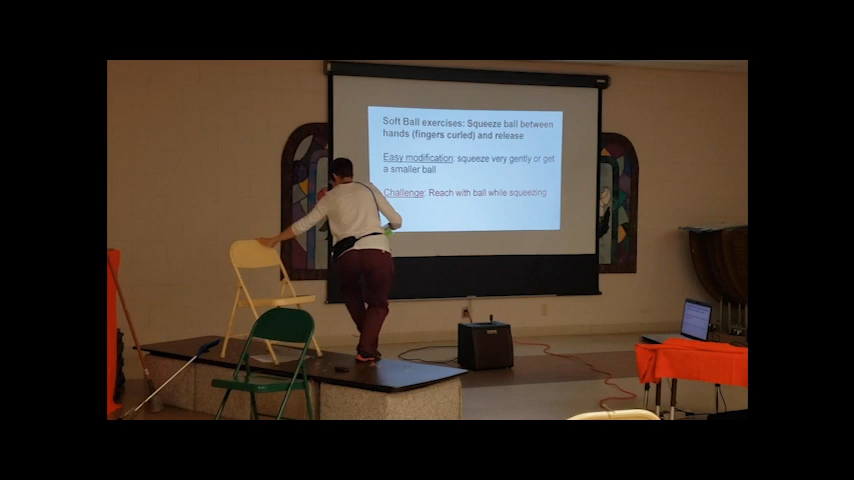 Soft Ball exercises: Squeeze ball between
hands (fingers curled) and release
Easy modification: squeeze very gently or get
a smaller ball
Challenge: Reach with ball while squeezing